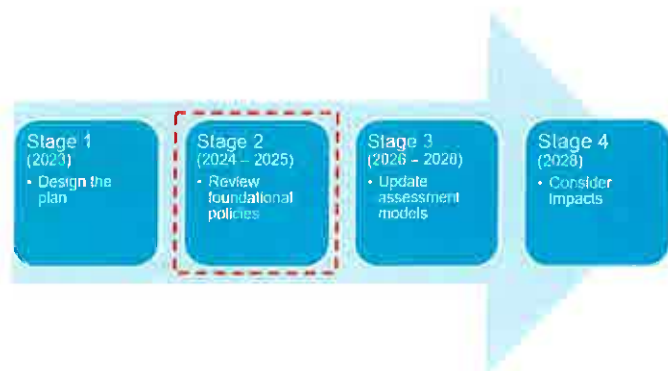 Stage 1
(2023)
• Design the
plan
Stage 2
(2024 – 2025)
• Review
foundational
policies
Stage 3
(2026 – 2028)
• Update
assessment
models
Stage 4
(2028)
• Consider
impacts